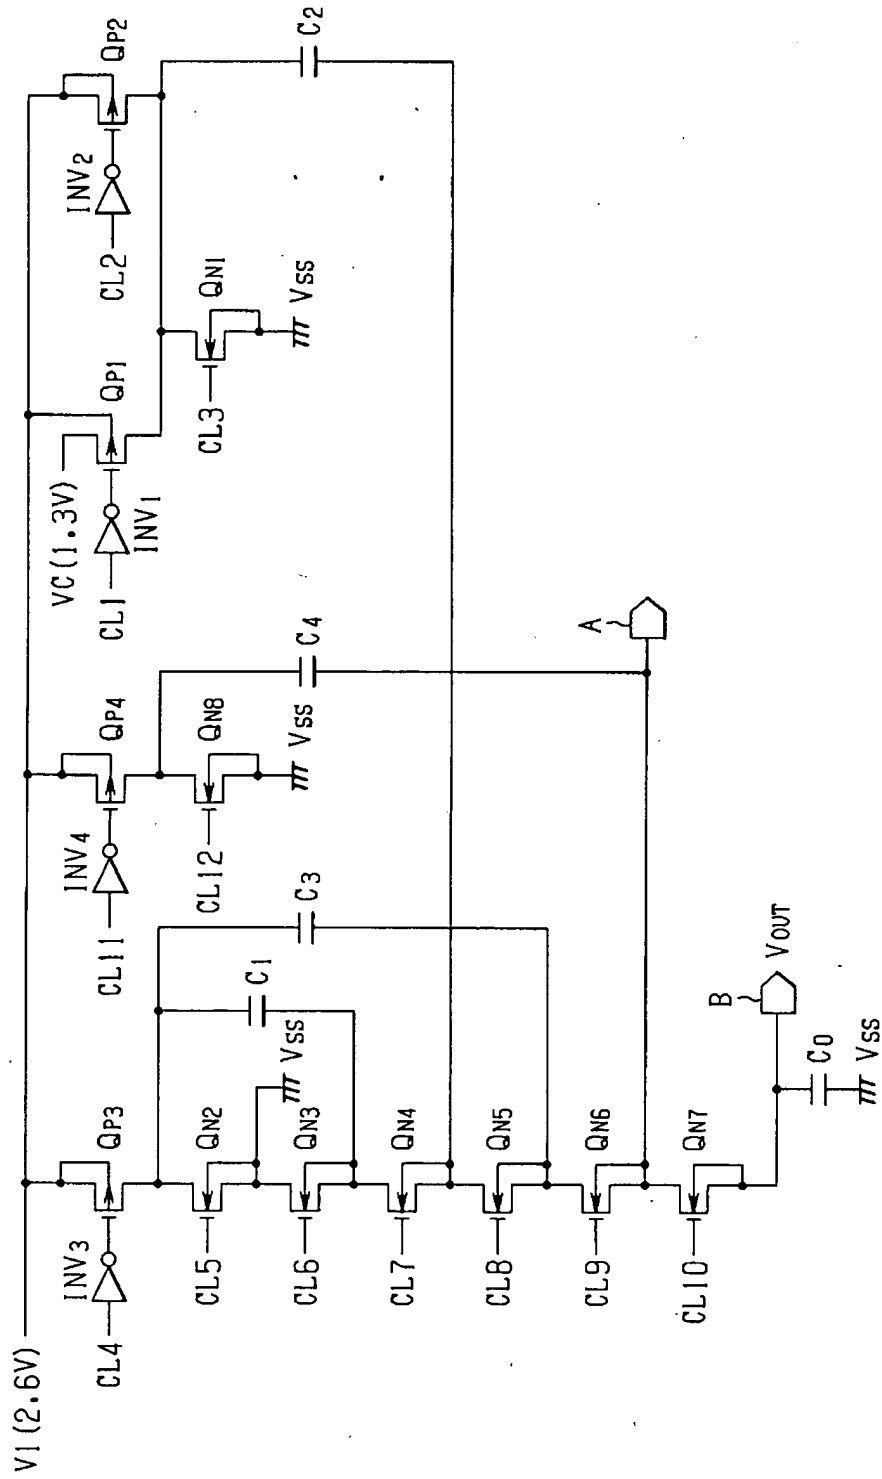 V1(2.6V)
CL4
INV3
QP3
CL5
QN2
VSS
CL6
QN3
CL7
QN4
CL8
QN5
CL9
QN6
CL10
QN7
C1
C3
CL11
INV4
QP4
CL12
QN8
VSS
C4
VC(1.3V)
CL1
INV1
QP1
CL3
QN1
VSS
CL2
INV2
QP2
C2
A
B
VOUT
C0
VSS